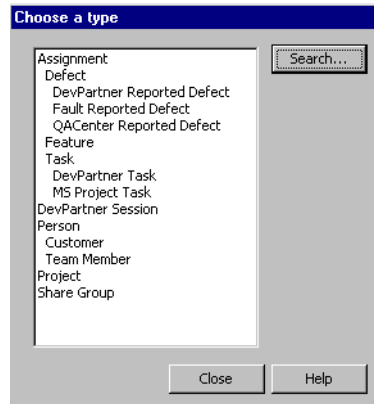 Choose a type
Assignment
Search...
Defect
DevPartner Reported Defect
Fault Reported Defect
QACenter Reported Defect
Feature
Task
DevPartner Task
MS Project Task
DevPartner Session
Person
Customer
Team Member
Project
Share Group
Close
Help